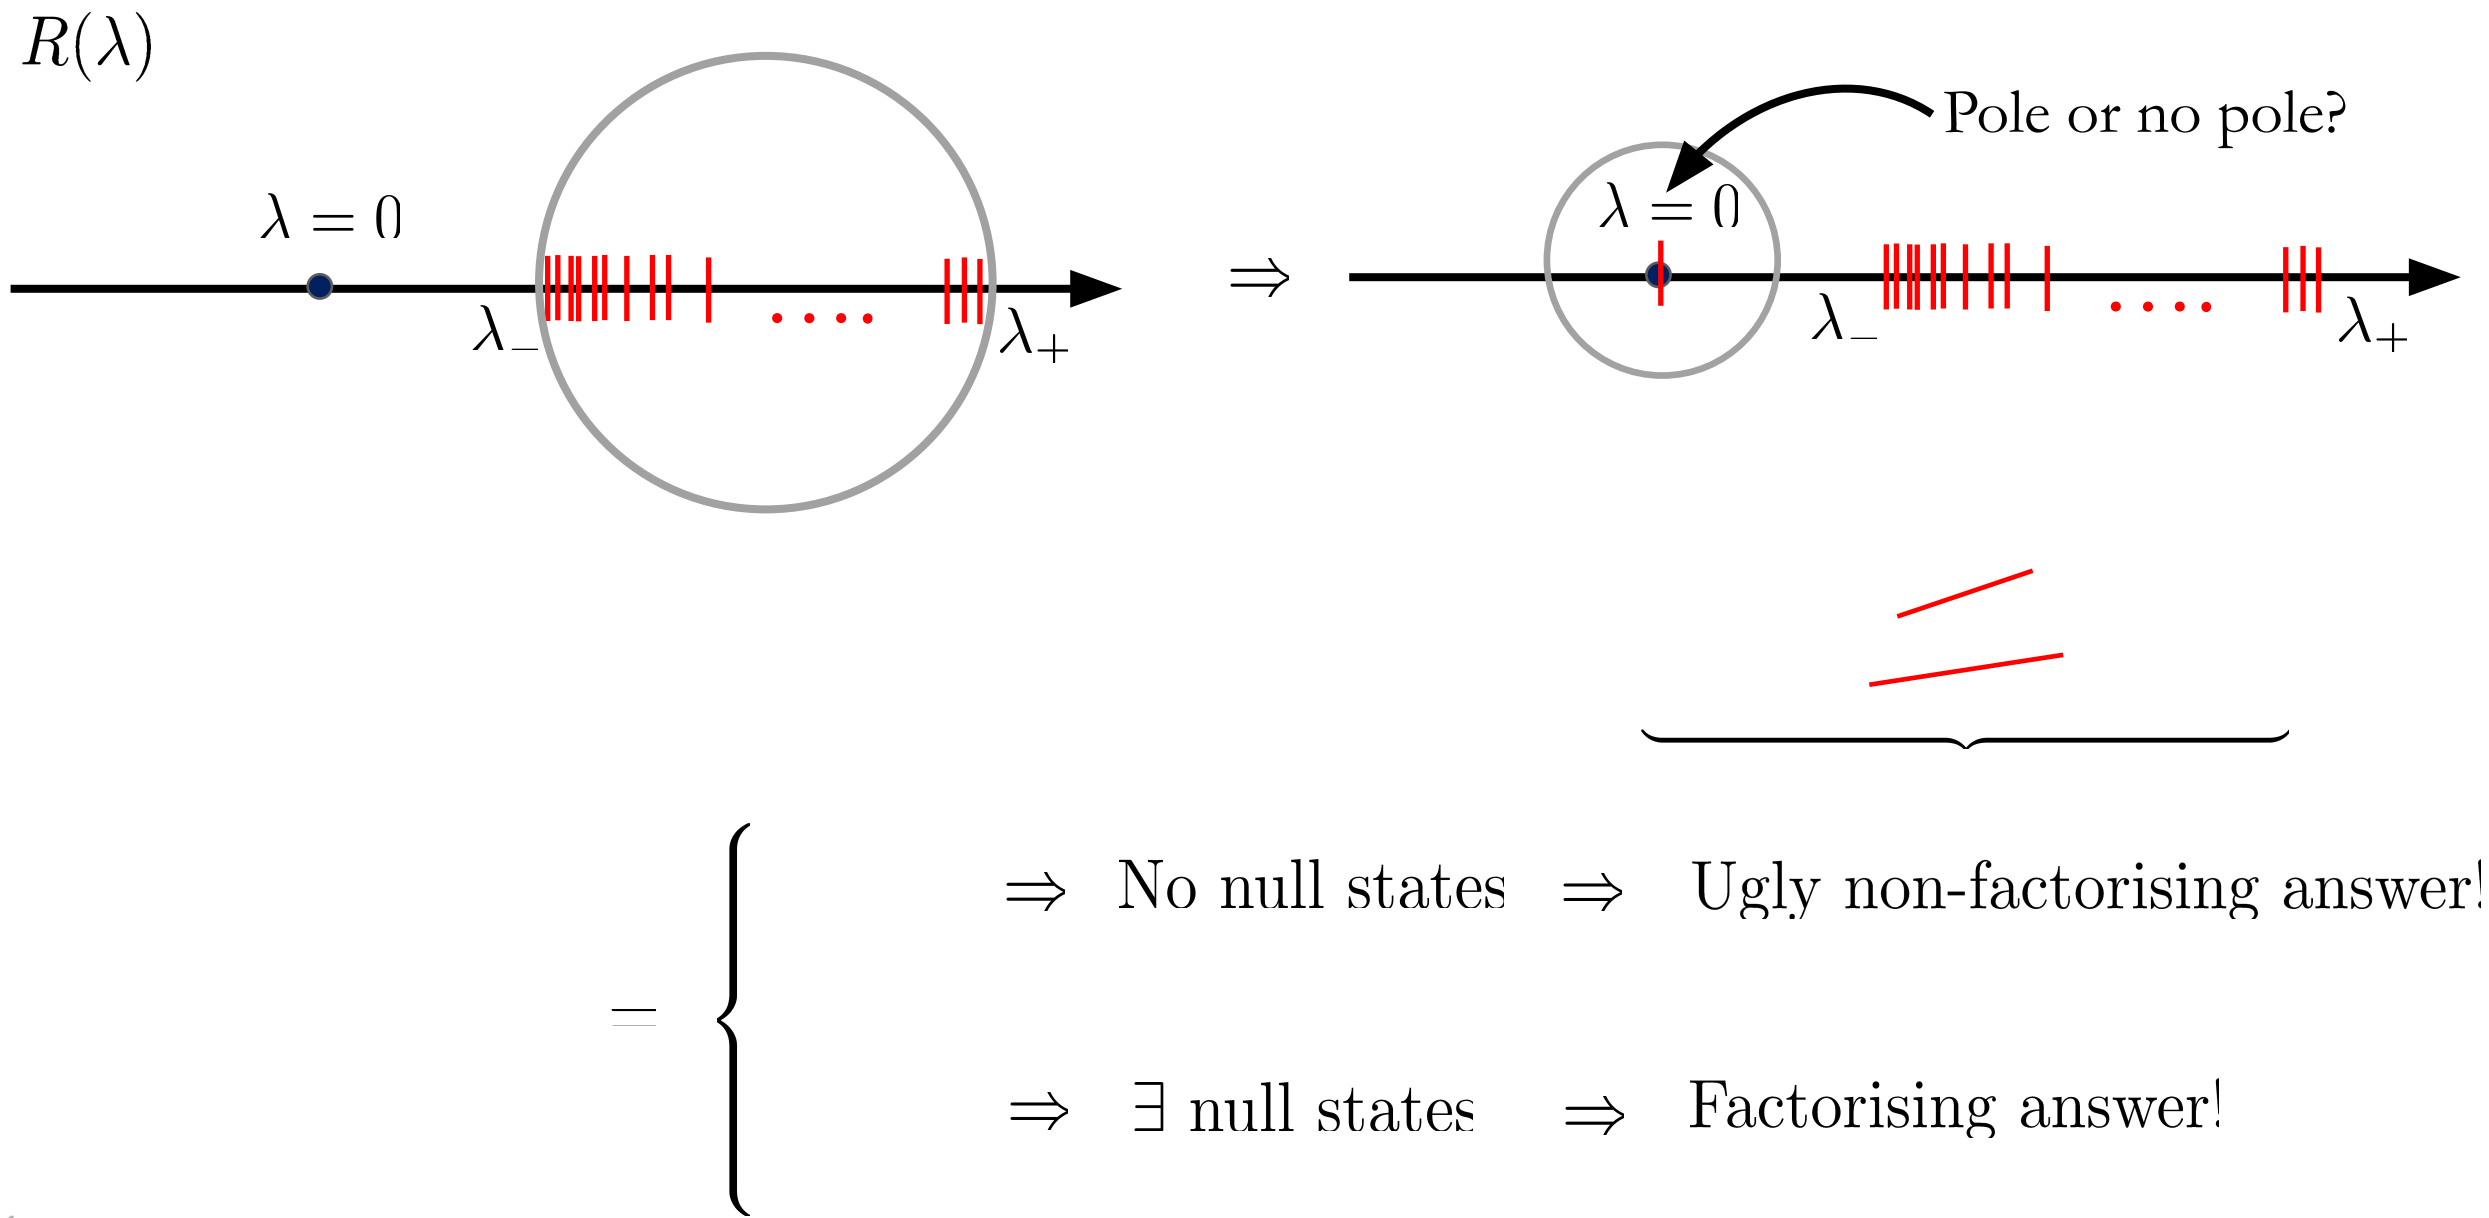 R(λ)
Pole or no pole?
λ = 0
λ₋
λ₊
⇒
λ = 0
λ₋
λ₊
⇒ No null states ⇒ Ugly non-factorising answer!
=
⇒ ∃ null states ⇒ Factorising answer!